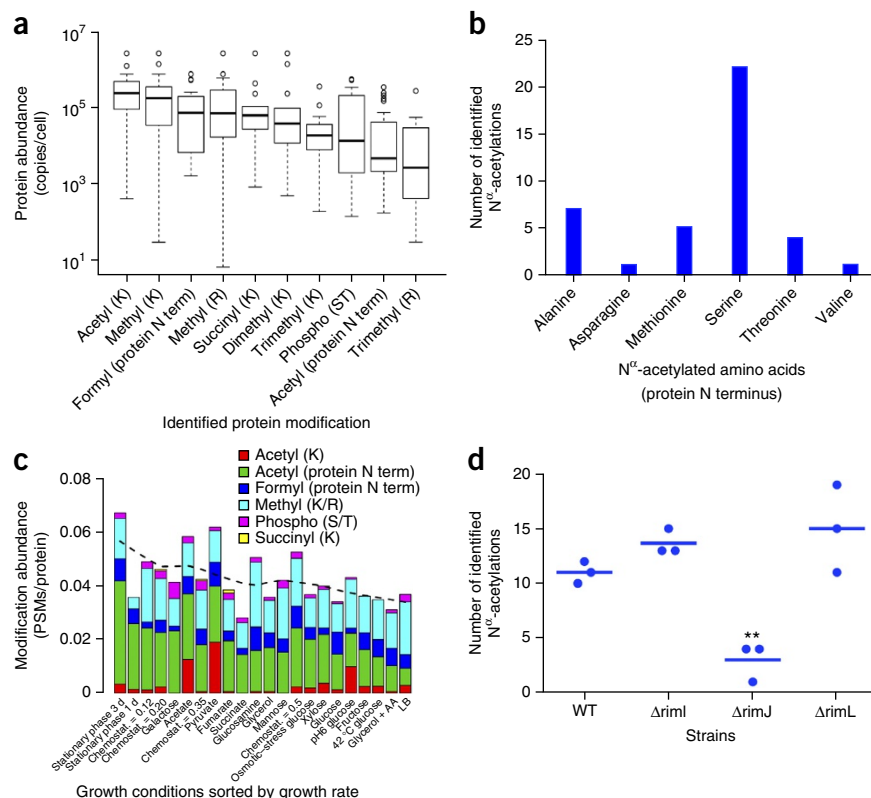 a
10^7
10^5
10^3
10^1
Protein abundance
(copies/cell)
Acetyl (K)
Methyl (K)
Formyl (protein N term)
Methyl (R)
Succinyl (K)
Dimethyl (K)
Trimethyl (K)
Phospho (ST)
Acetyl (protein N term)
Trimethyl (R)
Identified protein modification
b
25
20
15
10
5
0
Number of identified
N^α-acetylations
Alanine
Asparagine
Methionine
Serine
Threonine
Valine
N^α-acetylated amino acids
(protein N terminus)
c
Acetyl (K)
Acetyl (protein N term)
Formyl (protein N term)
Methyl (K/R)
Phospho (S/T)
Succinyl (K)
0.08
0.06
0.04
0.02
0
Modification abundance
(PSMs/protein)
Stationary phase 3 d
Stationary phase 1 d
Chemostat. = 0.12
Chemostat. = 0.20
Galactose
Acetate
Chemostat. = 0.35
Pyruvate
Fumarate
Succinate
Glucosamine
Glycerol
Mannose
Chemostat. = 0.5
Osmotic-stress glucose
Xylose
Glucose
pH6 glucose
Fructose
42 °C glucose
Glycerol + AA
LB
Growth conditions sorted by growth rate
d
20
15
10
5
0
Number of identified
N^α-acetylations
**
WT
ΔrimI
ΔrimJ
ΔrimL
Strains